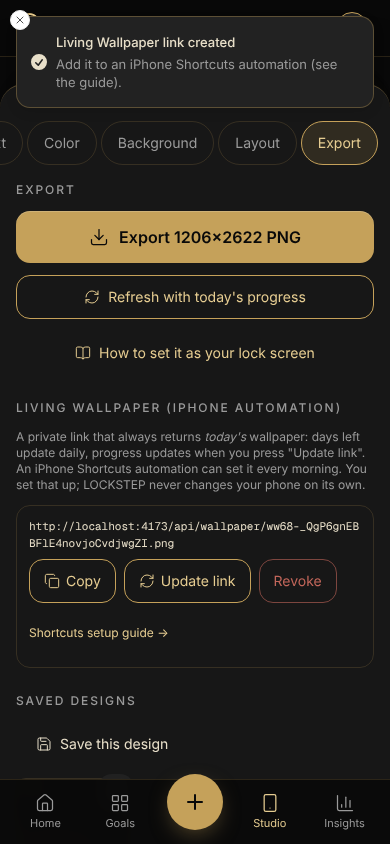 Living Wallpaper link created
Add it to an iPhone Shortcuts automation (see
the guide).
Color
Background
Layout
Export
EXPORT
Export 1206×2622 PNG
Refresh with today's progress
How to set it as your lock screen
LIVING WALLPAPER (IPHONE AUTOMATION)
A private link that always returns today's wallpaper: days left
update daily, progress updates when you press "Update link".
An iPhone Shortcuts automation can set it every morning. You
set that up; LOCKSTEP never changes your phone on its own.
http://localhost:4173/api/wallpaper/ww68-_QgP6gnEB
BFlE4novjoCvdjwgZI.png
Copy
Update link
Revoke
Shortcuts setup guide →
SAVED DESIGNS
Save this design
Home
Goals
Studio
Insights